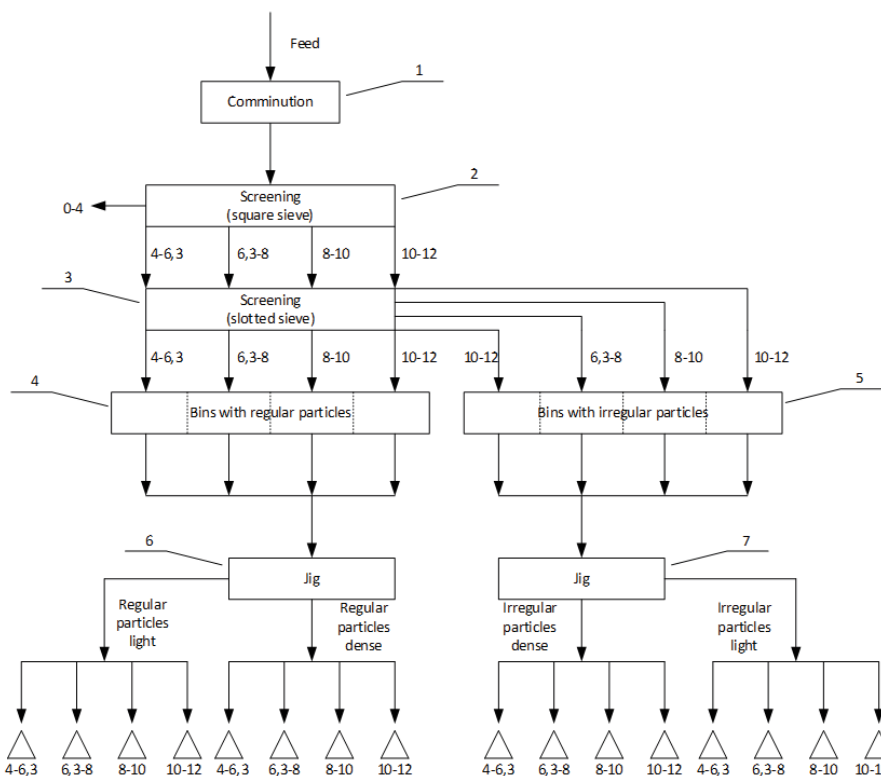 Feed
1
Comminution
2
Screening
(square sieve)
0-4
4-6,3 6,3-8 8-10 10-12
3
Screening
(slotted sieve)
4-6,3 6,3-8 8-10 10-12 10-12 6,3-8 8-10 10-12
4
5
Bins with regular particles
Bins with irregular particles
6
7
Jig
Jig
Regular
particles
light
Regular
particles
dense
Irregular
particles
dense
Irregular
particles
light
4-6,3 6,3-8 8-10 10-12 4-6,3 6,3-8 8-10 10-12 4-6,3 6,3-8 8-10 10-12 4-6,3 6,3-8 8-10